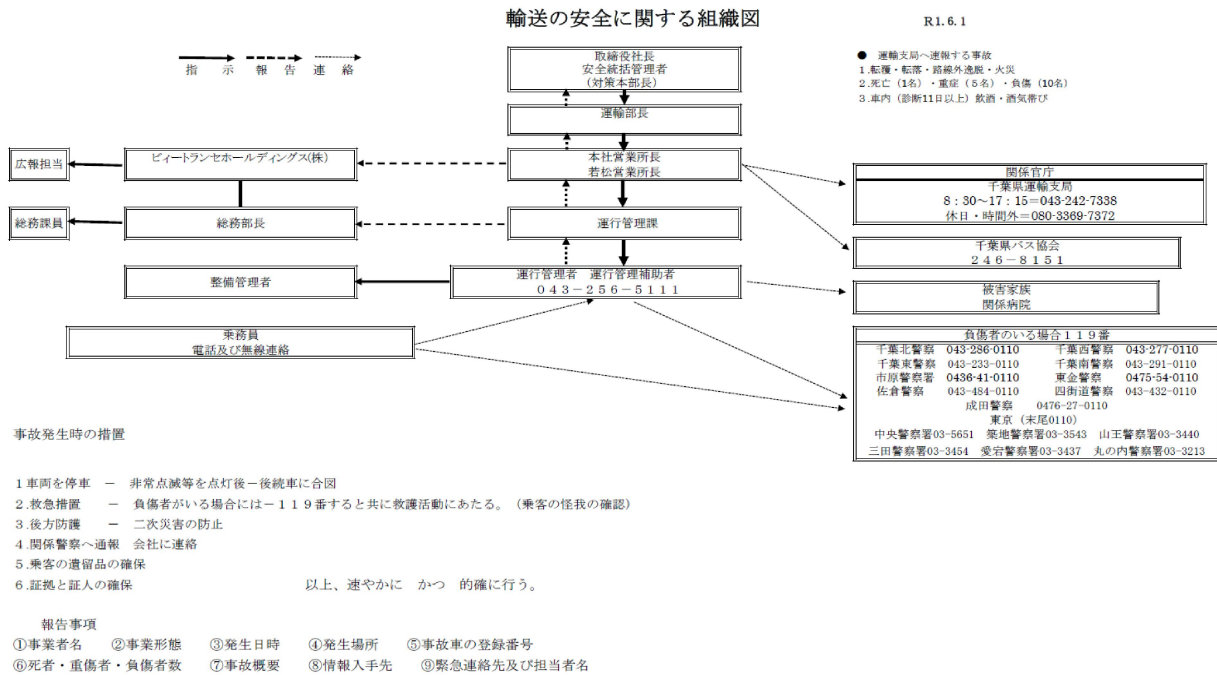 輸送の安全に関する組織図
R1.6.1
指 示 報 告 連 絡
● 運輸支局へ速報する事故
1.転覆・転落・路線外逸脱・火災
2.死亡（1名）・重症（５名）・負傷（10名）
3.車内（診断11日以上）飲酒・酒気帯び
取締役社長
安全統括管理者
(対策本部長)
運輸部長
広報担当
ビィートランセホールディングス(株)
本社営業所長
若松営業所長
総務課員
総務部長
運行管理課
整備管理者
運行管理者 運行管理補助者
０４３－２５６－５１１１
乗務員
電話及び無線連絡
関係官庁
千葉県運輸支局
8：30～17：15＝043-242-7338
休日・時間外＝080-3369-7372
千葉県バス協会
２４６－８１５１
被害家族
関係病院
負傷者のいる場合１１９番
千葉北警察 043-286-0110 千葉西警察 043-277-0110
千葉東警察 043-233-0110 千葉南警察 043-291-0110
市原警察署 0436-41-0110 東金警察 0475-54-0110
佐倉警察 043-484-0110 四街道警察 043-432-0110
成田警察 0476-27-0110
東京（末尾0110）
中央警察署03-5651 築地警察署03-3543 山王警察署03-3440
三田警察署03-3454 愛宕警察署03-3437 丸の内警察署03-3213
事故発生時の措置
1車両を停車 － 非常点滅等を点灯後－後続車に合図
2.救急措置 － 負傷者がいる場合には－１１９番すると共に救護活動にあたる。（乗客の怪我の確認）
3.後方防護 － 二次災害の防止
4.関係警察へ通報 会社に連絡
5.乗客の遺留品の確保
6.証拠と証人の確保 以上、速やかに かつ 的確に行う。
報告事項
①事業者名 ②事業形態 ③発生日時 ④発生場所 ⑤事故車の登録番号
⑥死者・重傷者・負傷者数 ⑦事故概要 ⑧情報入手先 ⑨緊急連絡先及び担当者名